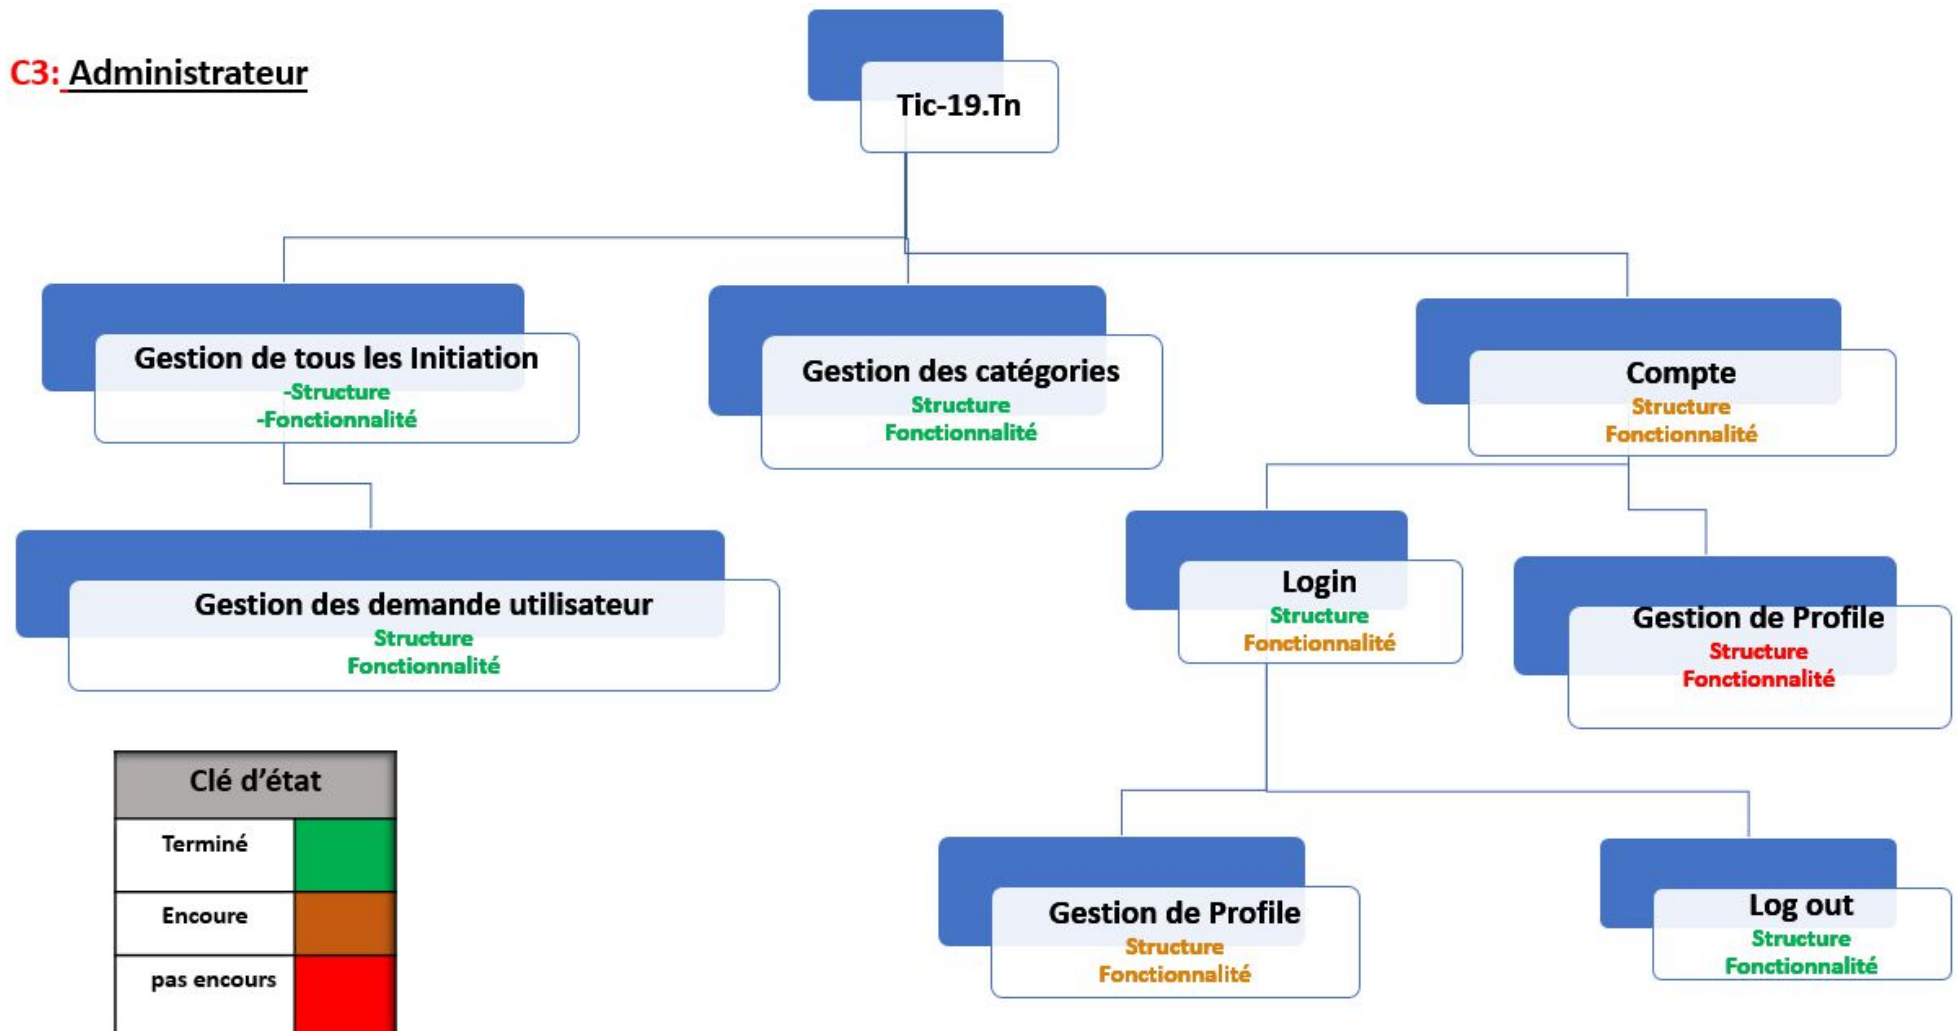 C3: Administrateur
Tic-19.Tn
Gestion de tous les Initiation
-Structure
-Fonctionnalité
Gestion des catégories
Structure
Fonctionnalité
Compte
Structure
Fonctionnalité
Gestion des demande utilisateur
Structure
Fonctionnalité
Login
Structure
Fonctionnalité
Gestion de Profile
Structure
Fonctionnalité
Gestion de Profile
Structure
Fonctionnalité
Log out
Structure
Fonctionnalité
Clé d’état
Terminé
Encoure
pas encours